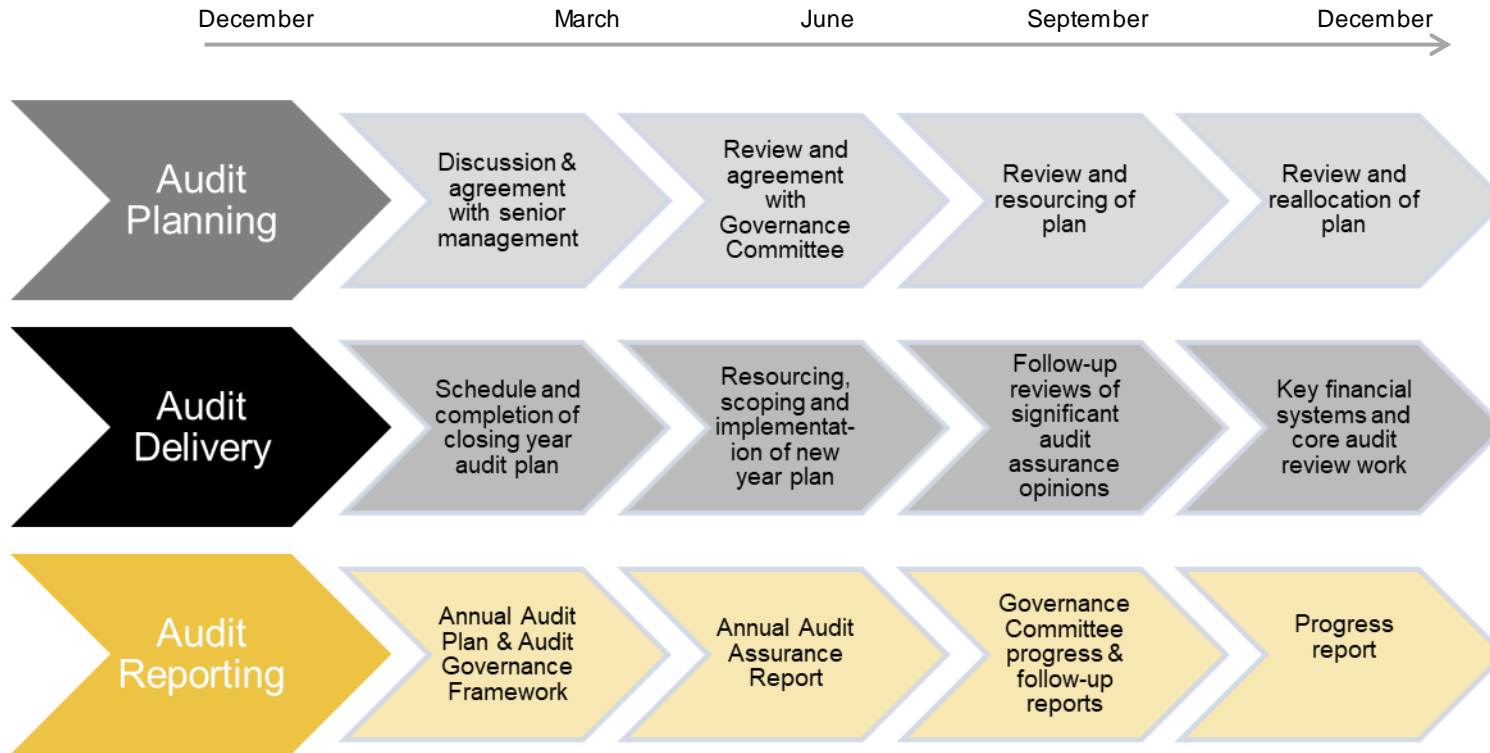 December March June September December
Audit
Planning
Discussion &
agreement
with senior
management
Review and
agreement
with
Governance
Committee
Review and
resourcing of
plan
Review and
reallocation of
plan
Audit
Delivery
Schedule and
completion of
closing year
audit plan
Resourcing,
scoping and
implementat-
ion of new
year plan
Follow-up
reviews of
significant
audit
assurance
opinions
Key financial
systems and
core audit
review work
Audit
Reporting
Annual Audit
Plan & Audit
Governance
Framework
Annual Audit
Assurance
Report
Governance
Committee
progress &
follow-up
reports
Progress
report